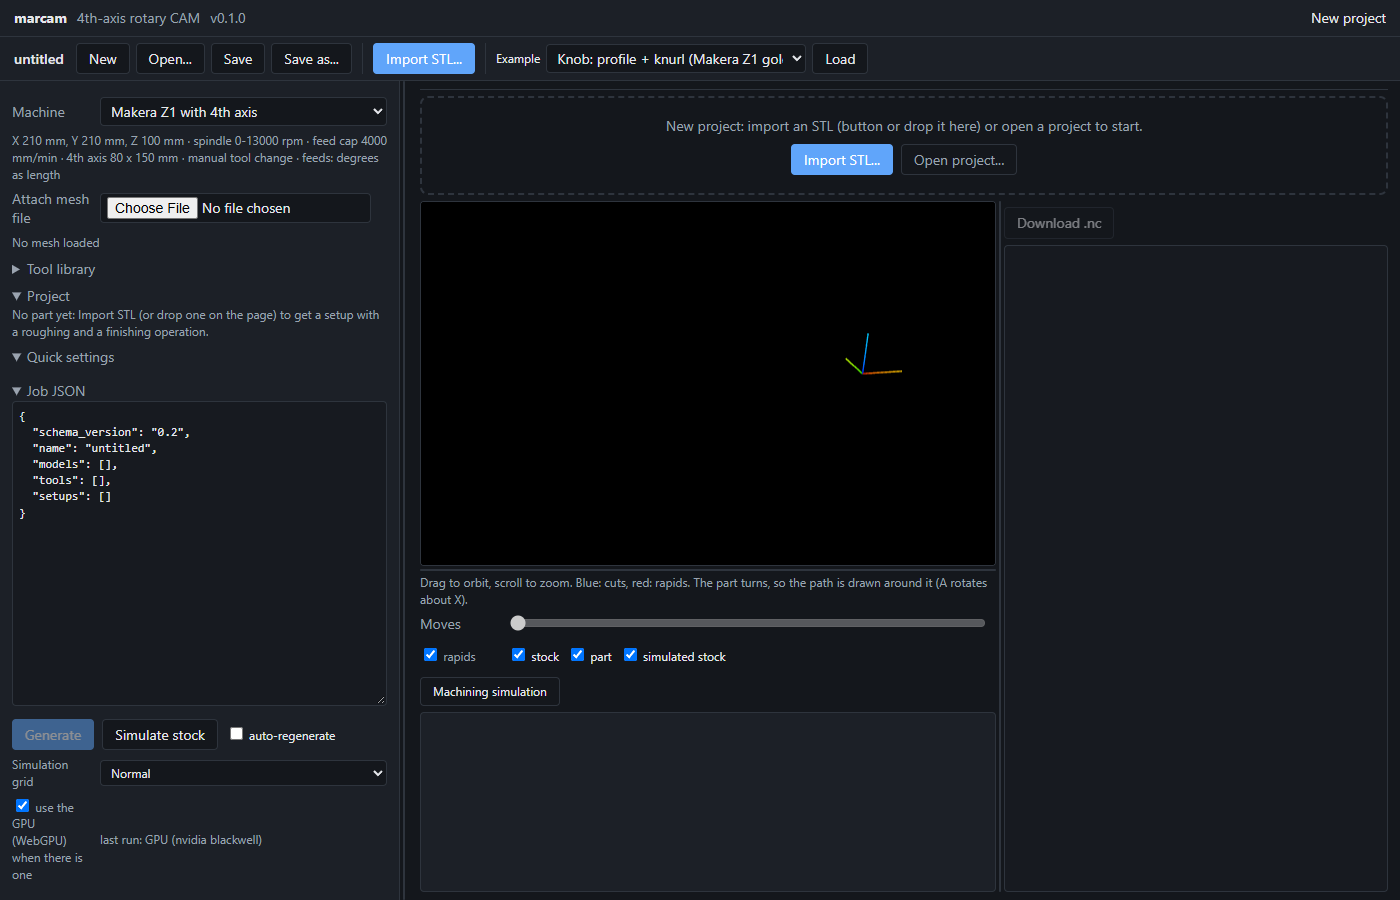 marcam 4th-axis rotary CAM v0.1.0
New project
untitled New Open... Save Save as... Import STL... Example Knob: profile + knurl (Makera Z1 gol Load
Machine Makera Z1 with 4th axis
X 210 mm, Y 210 mm, Z 100 mm · spindle 0-13000 rpm · feed cap 4000
mm/min · 4th axis 80 x 150 mm · manual tool change · feeds: degrees
as length
Attach mesh
file
Choose File No file chosen
No mesh loaded
Tool library
Project
No part yet: Import STL (or drop one on the page) to get a setup with
a roughing and a finishing operation.
Quick settings
Job JSON
{
"schema_version": "0.2",
"name": "untitled",
"models": [],
"tools": [],
"setups": []
}
Generate Simulate stock auto-regenerate
Simulation
grid
Normal
use the
GPU
(WebGPU)
when there is
one
last run: GPU (nvidia blackwell)
New project: import an STL (button or drop it here) or open a project to start.
Import STL... Open project...
Drag to orbit, scroll to zoom. Blue: cuts, red: rapids. The part turns, so the path is drawn around it (A rotates
about X).
Moves
rapids stock part simulated stock
Machining simulation
Download .nc